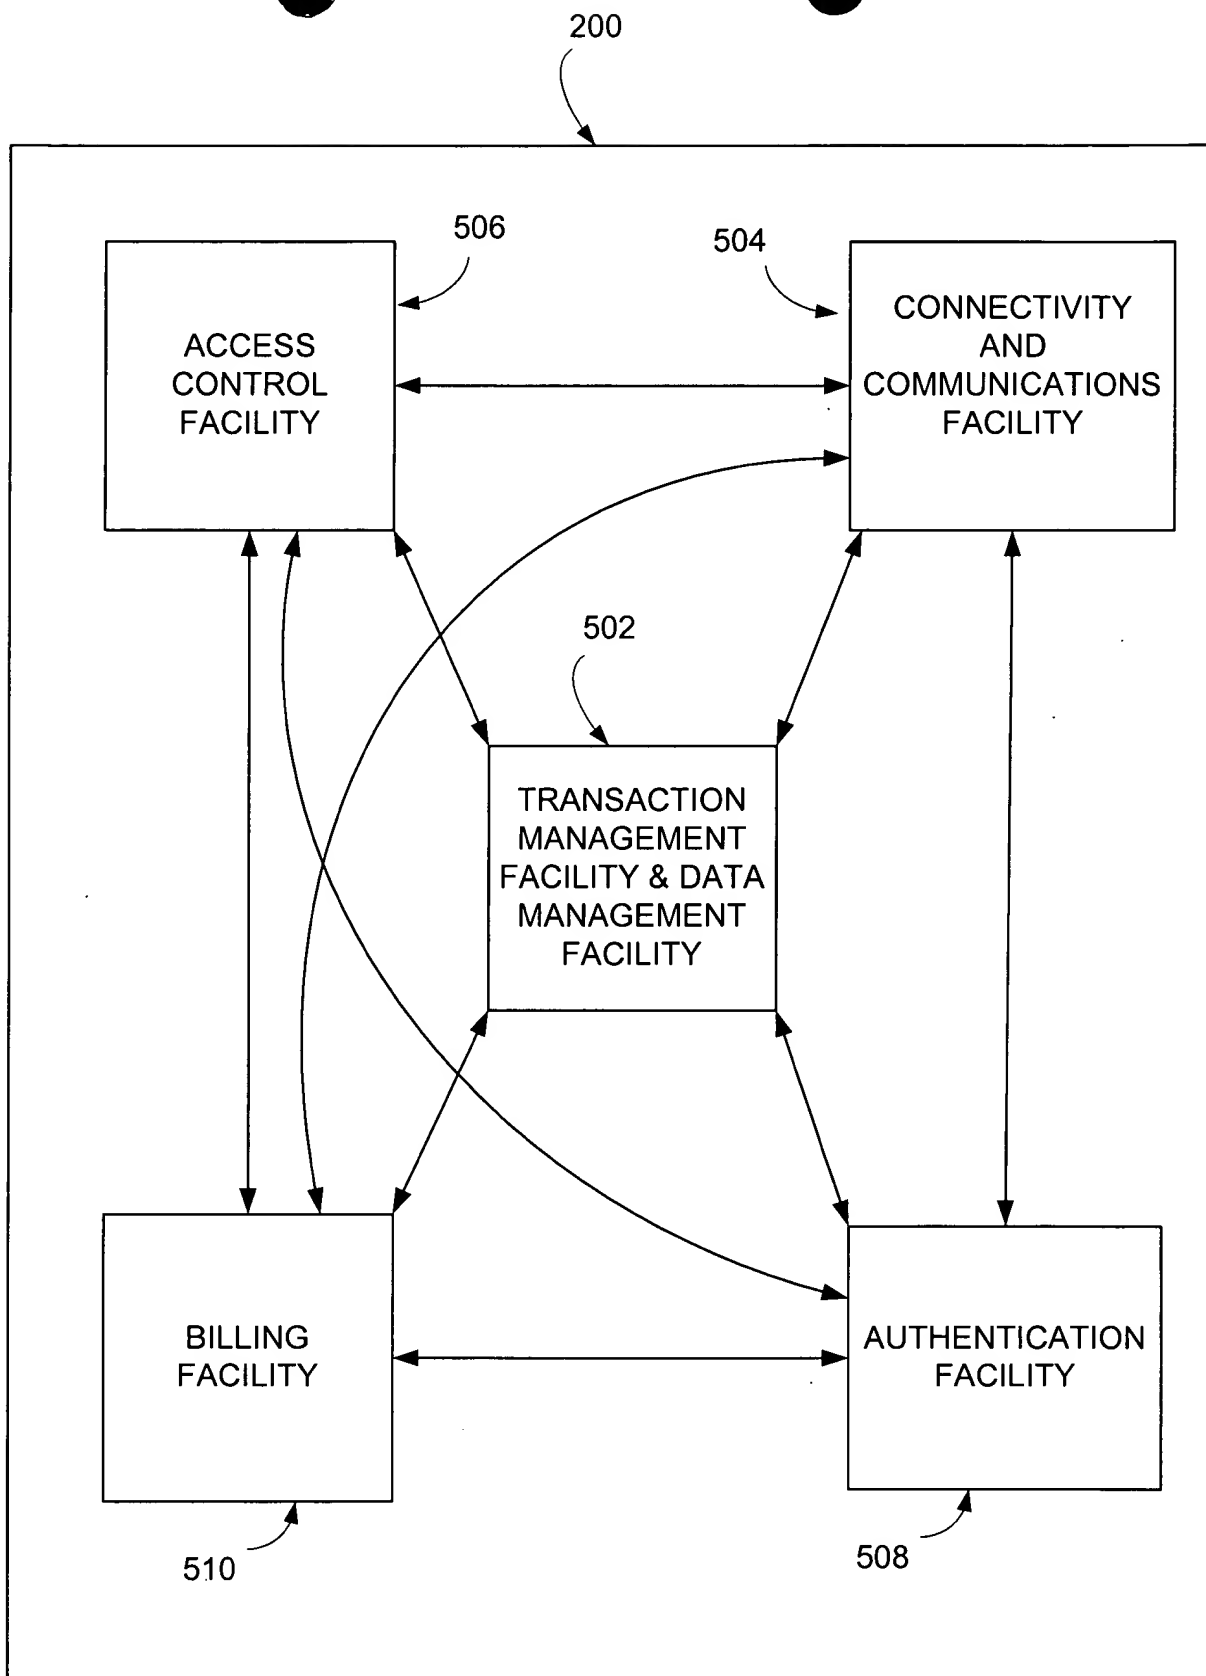 200
506
504
ACCESS
CONTROL
FACILITY
CONNECTIVITY
AND
COMMUNICATIONS
FACILITY
502
TRANSACTION
MANAGEMENT
FACILITY & DATA
MANAGEMENT
FACILITY
BILLING
FACILITY
AUTHENTICATION
FACILITY
510
508